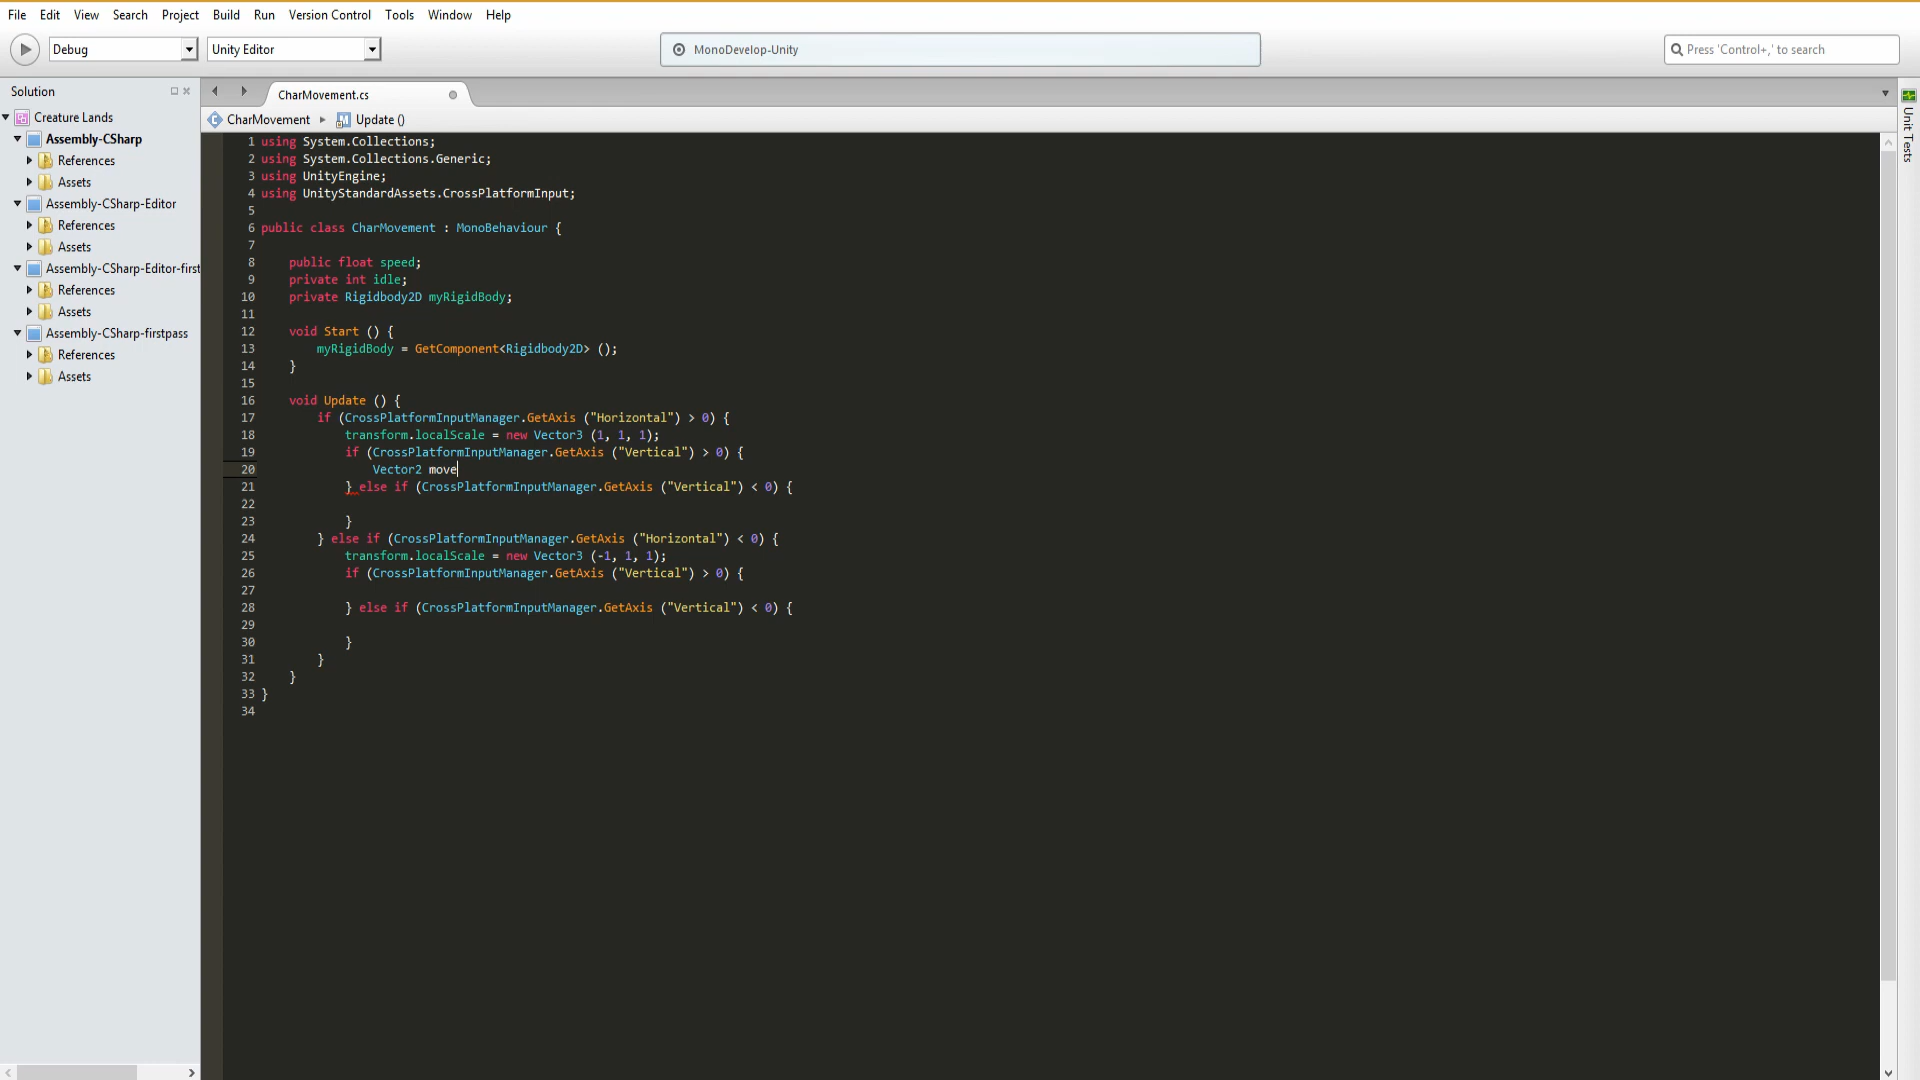 File Edit View Search Project Build Run Version Control Tools Window Help
Debug Unity Editor MonoDevelop-Unity Press 'Control+,' to search
Solution CharMovement.cs
CharMovement Update ()
Creature Lands
Assembly-CSharp
References
Assets
Assembly-CSharp-Editor
References
Assets
Assembly-CSharp-Editor-first
References
Assets
Assembly-CSharp-firstpass
References
Assets
1 using System.Collections;
2 using System.Collections.Generic;
3 using UnityEngine;
4 using UnityStandardAssets.CrossPlatformInput;
5
6 public class CharMovement : MonoBehaviour {
7
8 public float speed;
9 private int idle;
10 private Rigidbody2D myRigidBody;
11
12 void Start () {
13 myRigidBody = GetComponent<Rigidbody2D> ();
14 }
15
16 void Update () {
17 if (CrossPlatformInputManager.GetAxis ("Horizontal") > 0) {
18 transform.localScale = new Vector3 (1, 1, 1);
19 if (CrossPlatformInputManager.GetAxis ("Vertical") > 0) {
20 Vector2 move
21 } else if (CrossPlatformInputManager.GetAxis ("Vertical") < 0) {
22
23 }
24 } else if (CrossPlatformInputManager.GetAxis ("Horizontal") < 0) {
25 transform.localScale = new Vector3 (-1, 1, 1);
26 if (CrossPlatformInputManager.GetAxis ("Vertical") > 0) {
27
28 } else if (CrossPlatformInputManager.GetAxis ("Vertical") < 0) {
29
30 }
31 }
32 }
33 }
34
Unit Tests